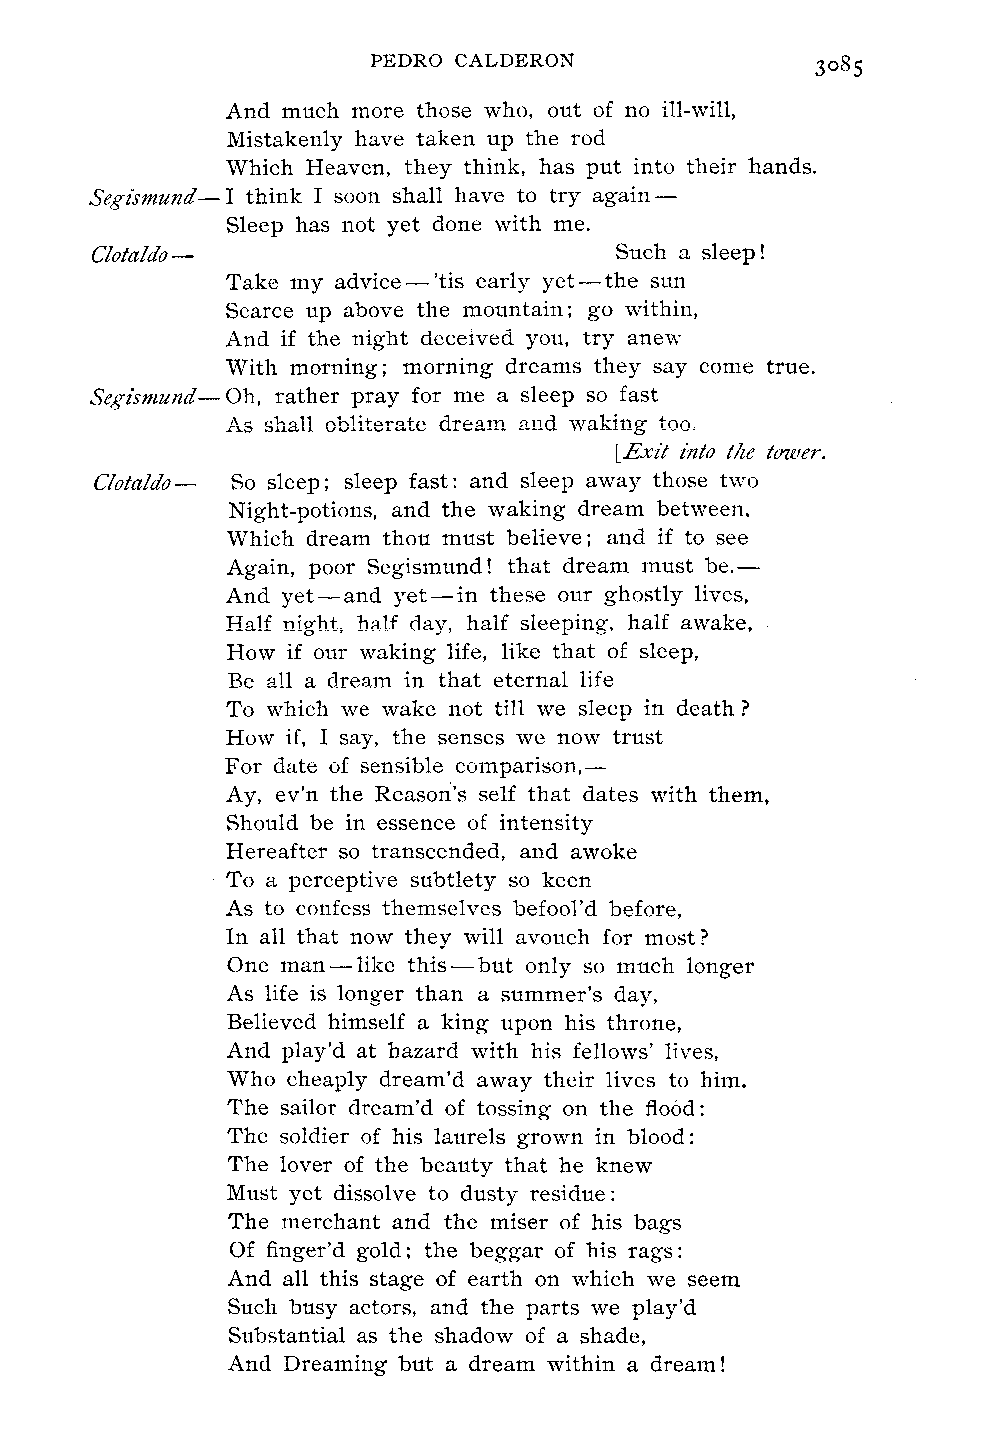 PEDRO CALDERON 3085
And much more those who, out of no ill-will,
Mistakenly have taken up the rod
Which Heaven, they think, has put into their hands.
Segismund— I think I soon shall have to try again—
Sleep has not yet done with me.
Clotaldo— Such a sleep!
Take my advice—'tis early yet—the sun
Scarce up above the mountain; go within,
And if the night deceived you, try anew
With morning; morning dreams they say come true.
Segismund— Oh, rather pray for me a sleep so fast
As shall obliterate dream and waking too.
[Exit into the tower.
Clotaldo— So sleep; sleep fast: and sleep away those two
Night-potions, and the waking dream between,
Which dream thou must believe; and if to see
Again, poor Segismund! that dream must be.—
And yet—and yet—in these our ghostly lives,
Half night, half day, half sleeping, half awake,
How if our waking life, like that of sleep,
Be all a dream in that eternal life
To which we wake not till we sleep in death?
How if, I say, the senses we now trust
For date of sensible comparison,—
Ay, ev'n the Reason's self that dates with them,
Should be in essence of intensity
Hereafter so transcended, and awoke
To a perceptive subtlety so keen
As to confess themselves befool'd before,
In all that now they will avouch for most?
One man—like this—but only so much longer
As life is longer than a summer's day,
Believed himself a king upon his throne,
And play'd at hazard with his fellows' lives,
Who cheaply dream'd away their lives to him.
The sailor dream'd of tossing on the flood:
The soldier of his laurels grown in blood:
The lover of the beauty that he knew
Must yet dissolve to dusty residue:
The merchant and the miser of his bags
Of finger'd gold; the beggar of his rags:
And all this stage of earth on which we seem
Such busy actors, and the parts we play'd
Substantial as the shadow of a shade,
And Dreaming but a dream within a dream!